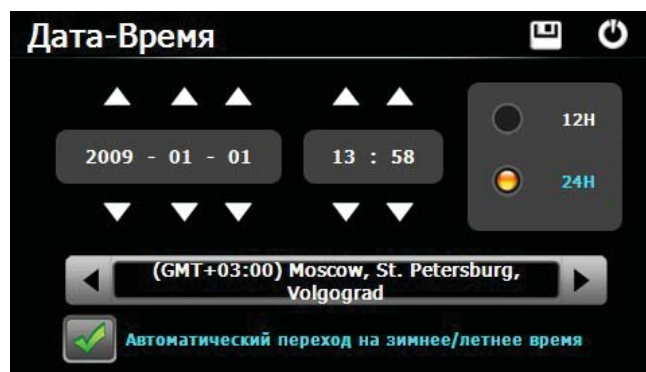 Дата-Время
2009 - 01 - 01
13 : 58
12H
24H
(GMT+03:00) Moscow, St. Petersburg,
Volgograd
Автоматический переход на зимнее/летнее время